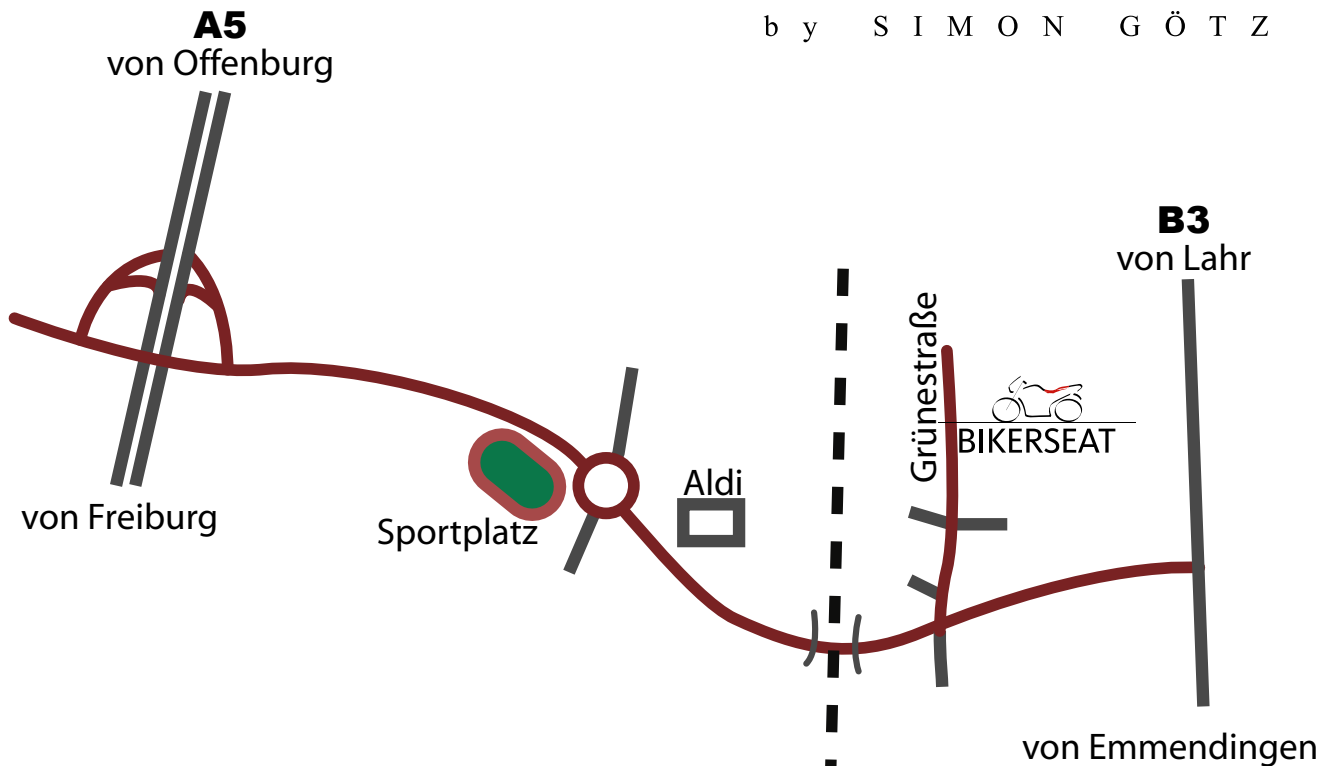 by SIMON GÖTZ
A5
von Offenburg
B3
von Lahr
Grünestraße
BIKERSEAT
Aldi
von Freiburg
Sportplatz
von Emmendingen